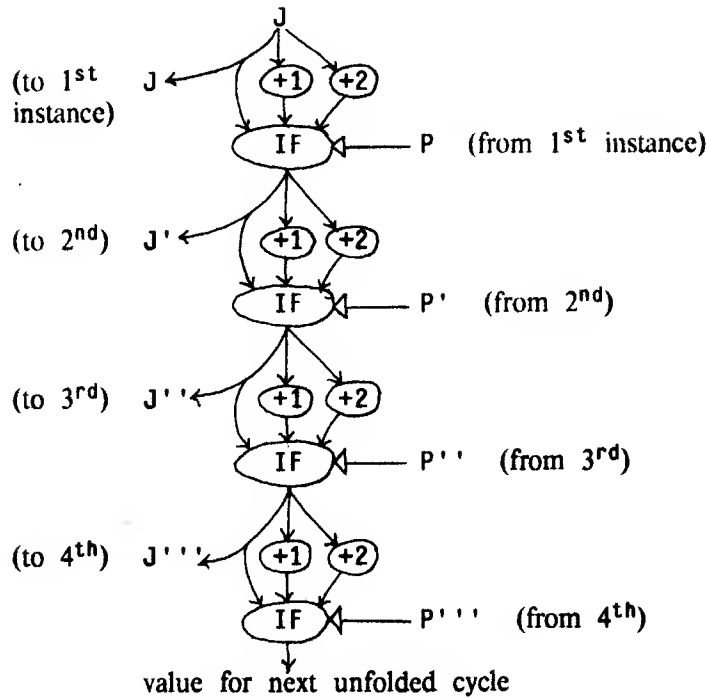 J
(to 1st J +1 +2
instance)
IF P (from 1st instance)
(to 2nd) J' +1 +2
IF P' (from 2nd)
(to 3rd) J'' +1 +2
IF P'' (from 3rd)
(to 4th) J''' +1 +2
IF P''' (from 4th)
value for next unfolded cycle